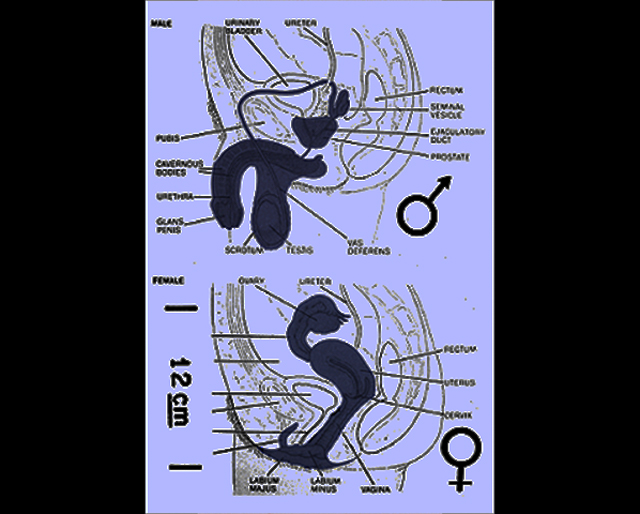 MALE
URINARY
BLADDER
URETER
RECTUM
SEMINAL
VESICLE
EJACULATORY
DUCT
PROSTATE
PUBIS
CAVERNOUS
BODIES
URETHRA
GLANS
PENIS
SCROTUM
TESTIS
VAS
DEFERENS
FEMALE
OVARY
URETER
RECTUM
UTERUS
CERVIX
12 cm
LABIUM
MAJUS
LABIUM
MINUS
VAGINA